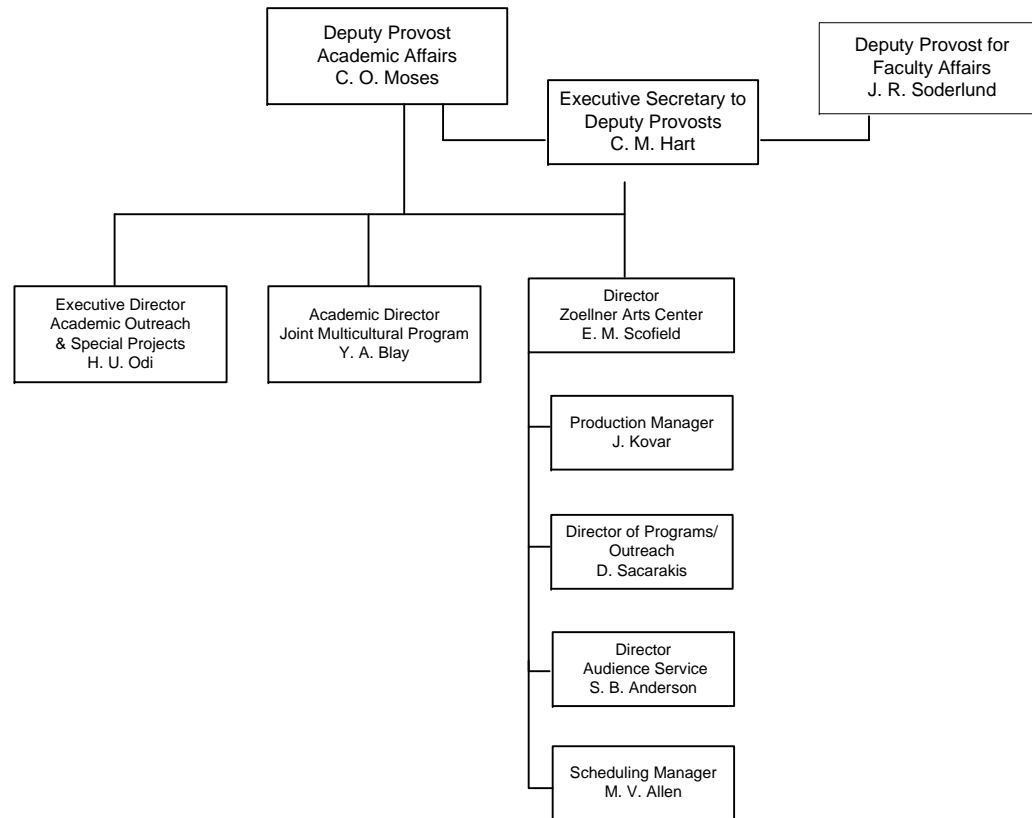 Deputy Provost
Academic Affairs
C. O. Moses
Deputy Provost for
Faculty Affairs
J. R. Soderlund
Executive Secretary to
Deputy Provosts
C. M. Hart
Executive Director
Academic Outreach
& Special Projects
H. U. Odi
Academic Director
Joint Multicultural Program
Y. A. Blay
Director
Zoellner Arts Center
E. M. Scofield
Production Manager
J. Kovar
Director of Programs/
Outreach
D. Sacarakis
Director
Audience Service
S. B. Anderson
Scheduling Manager
M. V. Allen